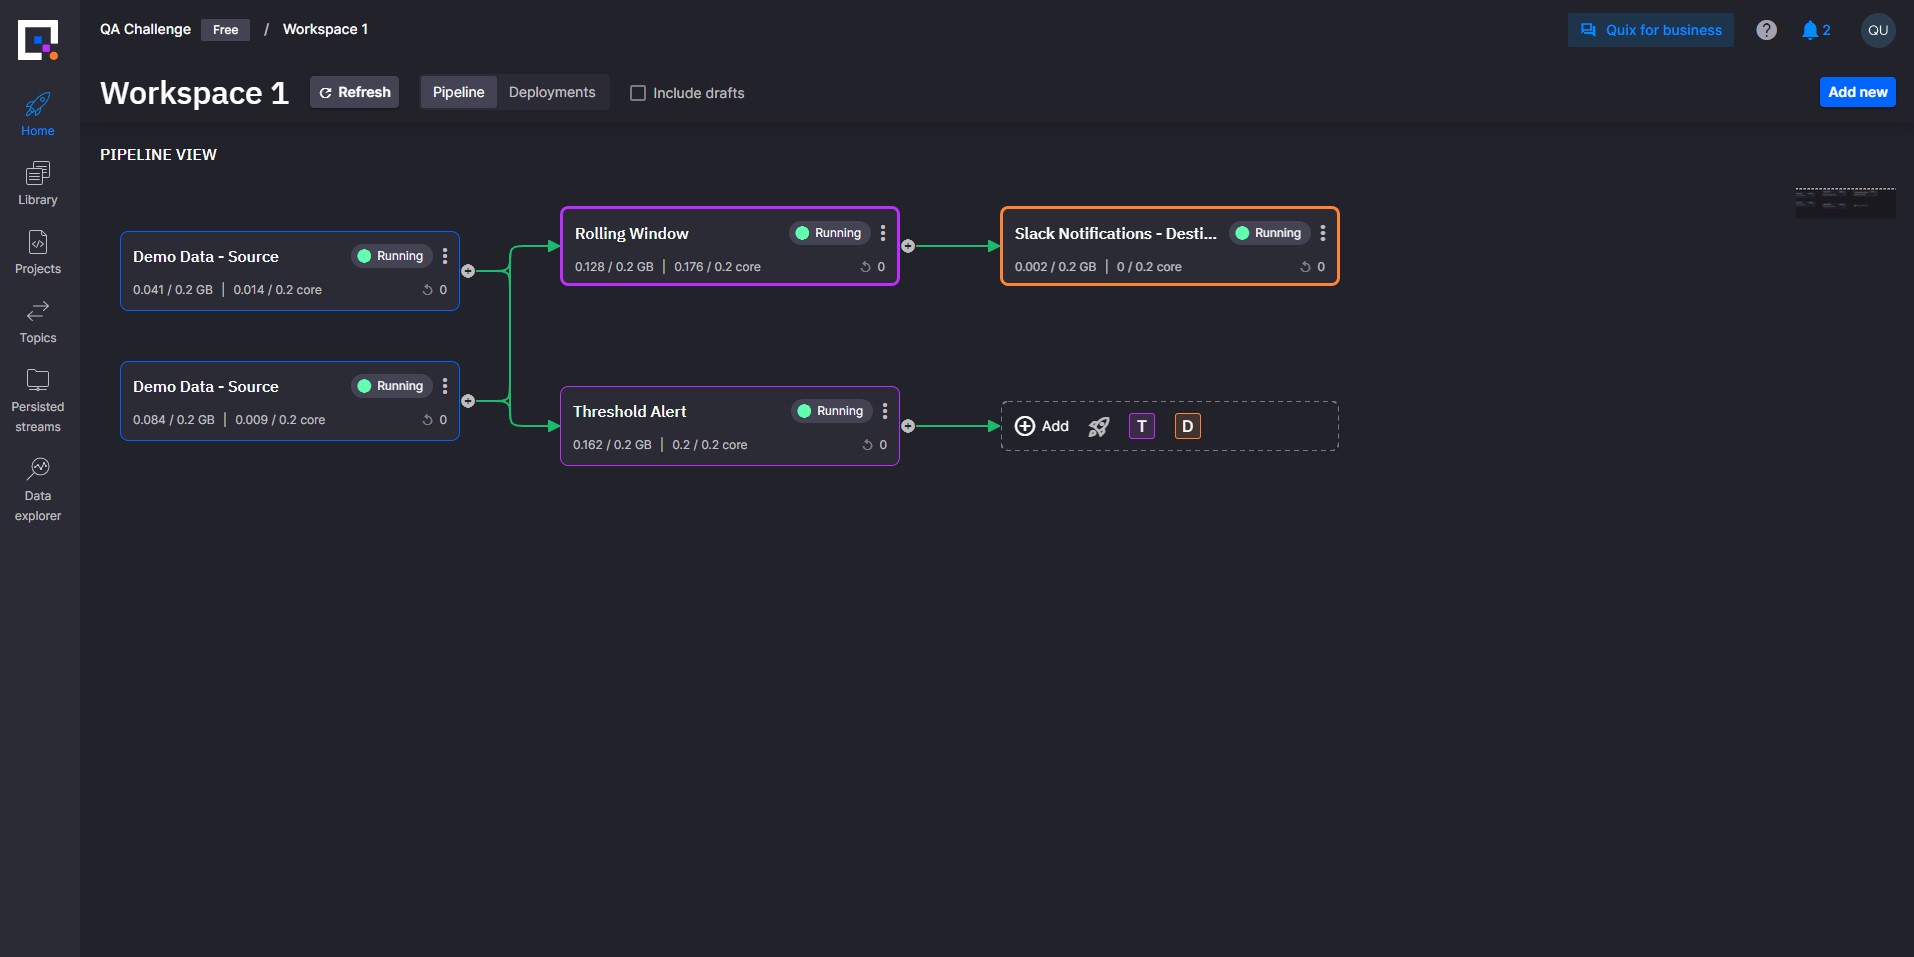 QA Challenge Free / Workspace 1
Quix for business
2
QU
Workspace 1
Refresh
Pipeline
Deployments
Include drafts
Add new
Home
Library
Projects
Topics
Persisted
streams
Data
explorer
PIPELINE VIEW
Demo Data - Source
Running
0.041 / 0.2 GB | 0.014 / 0.2 core
0
Demo Data - Source
Running
0.084 / 0.2 GB | 0.009 / 0.2 core
0
Rolling Window
Running
0.128 / 0.2 GB | 0.176 / 0.2 core
0
Threshold Alert
Running
0.162 / 0.2 GB | 0.2 / 0.2 core
0
Slack Notifications - Desti...
Running
0.002 / 0.2 GB | 0 / 0.2 core
0
Add
T
D